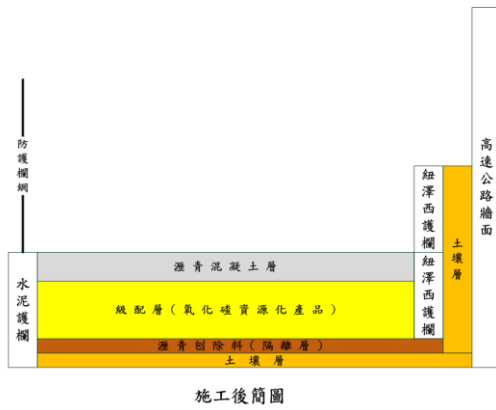 防護欄網
水泥護欄
瀝青混凝土層
級配層(氧化碴資源化產品)
瀝青刨除料(隔離層)
土壤層
紐澤西護欄
紐澤西護欄
土壤層
高速公路牆面
施工後簡圖